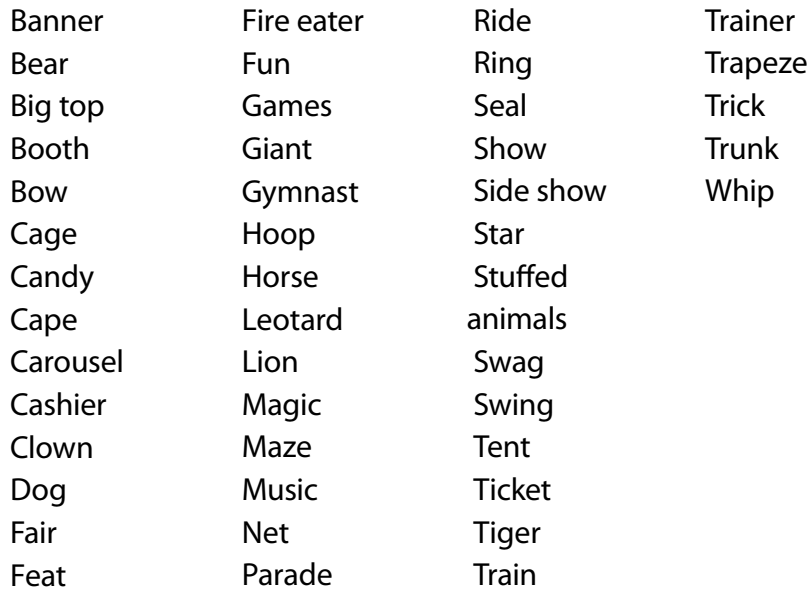 Banner
Bear
Big top
Booth
Bow
Cage
Candy
Cape
Carousel
Cashier
Clown
Dog
Fair
Feat
Fire eater
Fun
Games
Giant
Gymnast
Hoop
Horse
Leotard
Lion
Magic
Maze
Music
Net
Parade
Ride
Ring
Seal
Show
Side show
Star
Stuffed
animals
Swag
Swing
Tent
Ticket
Tiger
Train
Trainer
Trapeze
Trick
Trunk
Whip